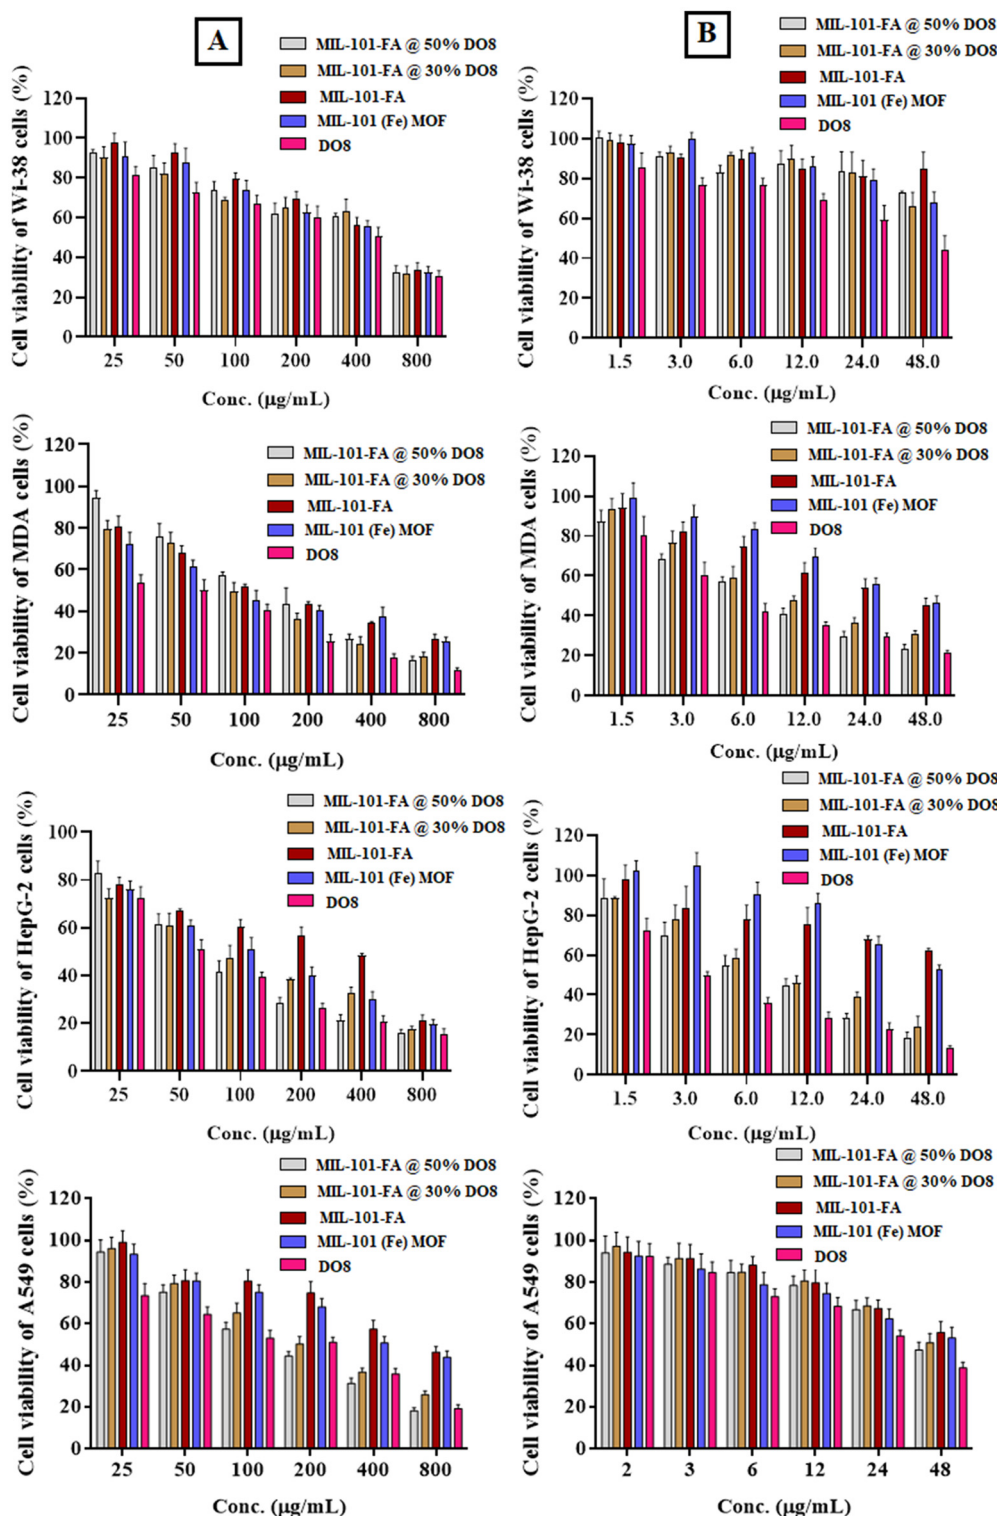 A
MIL-101-FA @ 50% DO8
MIL-101-FA @ 30% DO8
MIL-101-FA
MIL-101 (Fe) MOF
DO8
Cell viability of Wi-38 cells (%)
120
100
80
60
40
20
0
25 50 100 200 400 800
Conc. (μg/mL)
B
MIL-101-FA @ 50% DO8
MIL-101-FA @ 30% DO8
MIL-101-FA
MIL-101 (Fe) MOF
DO8
Cell viability of Wi-38 cells (%)
120
100
80
60
40
20
0
1.5 3.0 6.0 12.0 24.0 48.0
Conc. (μg/mL)
MIL-101-FA @ 50% DO8
MIL-101-FA @ 30% DO8
MIL-101-FA
MIL-101 (Fe) MOF
DO8
Cell viability of MDA cells (%)
120
100
80
60
40
20
0
25 50 100 200 400 800
Conc. (μg/mL)
MIL-101-FA @ 50% DO8
MIL-101-FA @ 30% DO8
MIL-101-FA
MIL-101 (Fe) MOF
DO8
Cell viability of MDA cells (%)
120
100
80
60
40
20
0
1.5 3.0 6.0 12.0 24.0 48.0
Conc. (μg/mL)
MIL-101-FA @ 50% DO8
MIL-101-FA @ 30% DO8
MIL-101-FA
MIL-101 (Fe) MOF
DO8
Cell viability of HepG-2 cells (%)
100
80
60
40
20
0
25 50 100 200 400 800
Conc. (μg/mL)
MIL-101-FA @ 50% DO8
MIL-101-FA @ 30% DO8
MIL-101-FA
MIL-101 (Fe) MOF
DO8
Cell viability of HepG-2 cells (%)
120
100
80
60
40
20
0
1.5 3.0 6.0 12.0 24.0 48.0
Conc. (μg/mL)
MIL-101-FA @ 50% DO8
MIL-101-FA @ 30% DO8
MIL-101-FA
MIL-101 (Fe) MOF
DO8
Cell viability of A549 cells (%)
120
100
80
60
40
20
0
25 50 100 200 400 800
Conc. (μg/mL)
MIL-101-FA @ 50% DO8
MIL-101-FA @ 30% DO8
MIL-101-FA
MIL-101 (Fe) MOF
DO8
Cell viability of A549 cells (%)
120
100
80
60
40
20
0
2 3 6 12 24 48
Conc. (μg/mL)